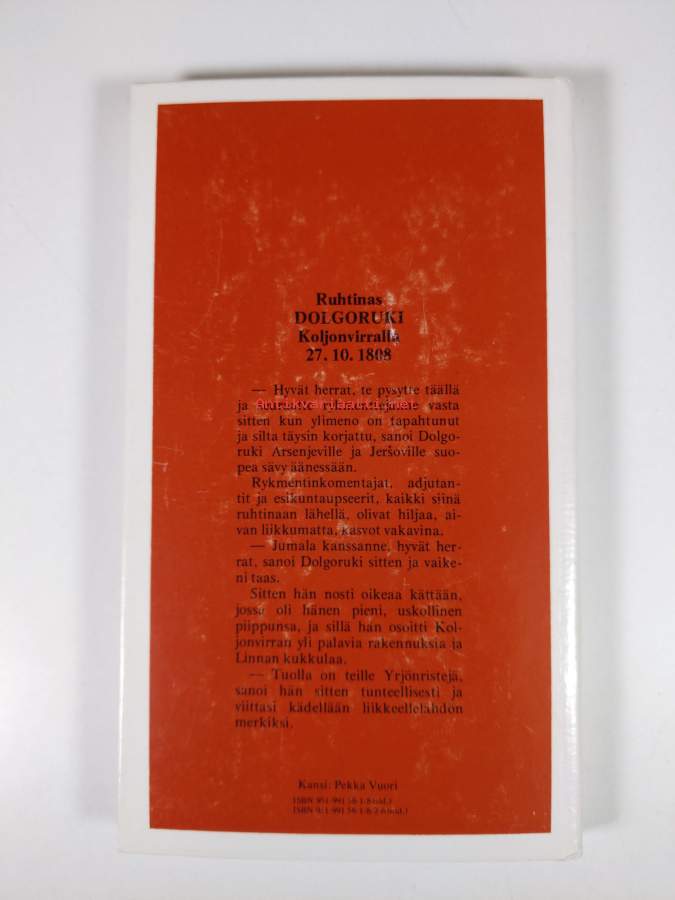 Ruhtinas
DOLGORUKI
Koljonvirralla
27. 10. 1808
— Hyvät herrat, te pysytte täällä
ja vasta
sitten kun ylimeno on tapahtunut
ja silta täysin korjattu, sanoi Dolgo-
ruki Arsenjeville ja Jeršoville suo-
pea sävy äänessään.
Rykmentinkomentajat, adjutan-
tit ja esikuntaupseerit, kaikki siinä
ruhtinaan lähellä, olivat hiljaa, ai-
van liikkumatta, kasvot vakavina.
— Jumala kanssanne, hyvät her-
rat, sanoi Dolgoruki sitten ja vaike-
ni taas.
Sitten hän nosti oikeaa kättään,
jossa oli hänen pieni, uskollinen
piippunsa, ja sillä hän osoitti Kol-
jonvirran yli palavia rakennuksia ja
Linnan kukkulaa.
— Tuolla on teille Yrjönristejä,
sanoi hän sitten tunteellisesti ja
viittasi kädellään liikkeellelähdön
merkiksi.
Kansi: Pekka Vuori
ISBN
ISBN